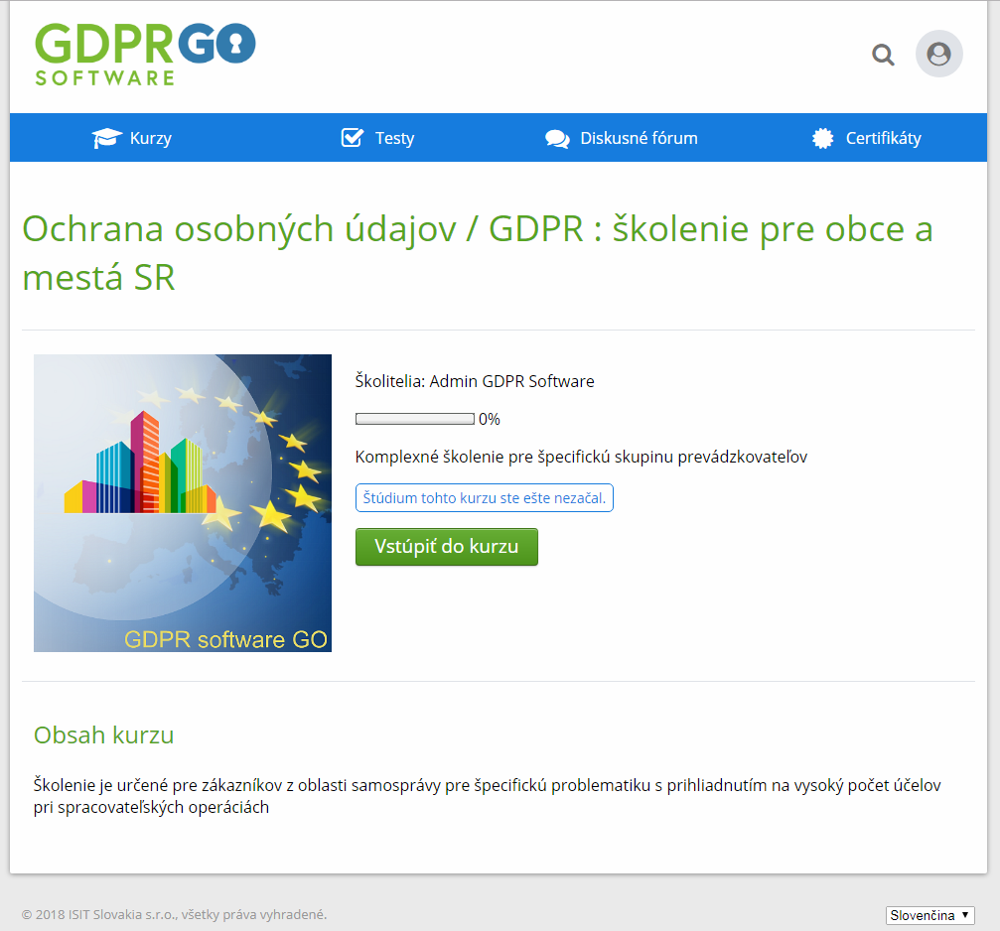 GDPR GO
SOFTWARE
Kurzy
Testy
Diskusné fórum
Certifikáty
Ochrana osobných údajov / GDPR : školenie pre obce a
mestá SR
GDPR software GO
Školitelia: Admin GDPR Software
0%
Komplexné školenie pre špecifickú skupinu prevádzkovateľov
Štúdium tohto kurzu ste ešte nezačal.
Vstúpiť do kurzu
Obsah kurzu
Školenie je určené pre zákazníkov z oblasti samosprávy pre špecifickú problematiku s prihliadnutím na vysoký počet účelov
pri spracovateľských operáciách
© 2018 ISIT Slovakia s.r.o., všetky práva vyhradené.
Slovenčina